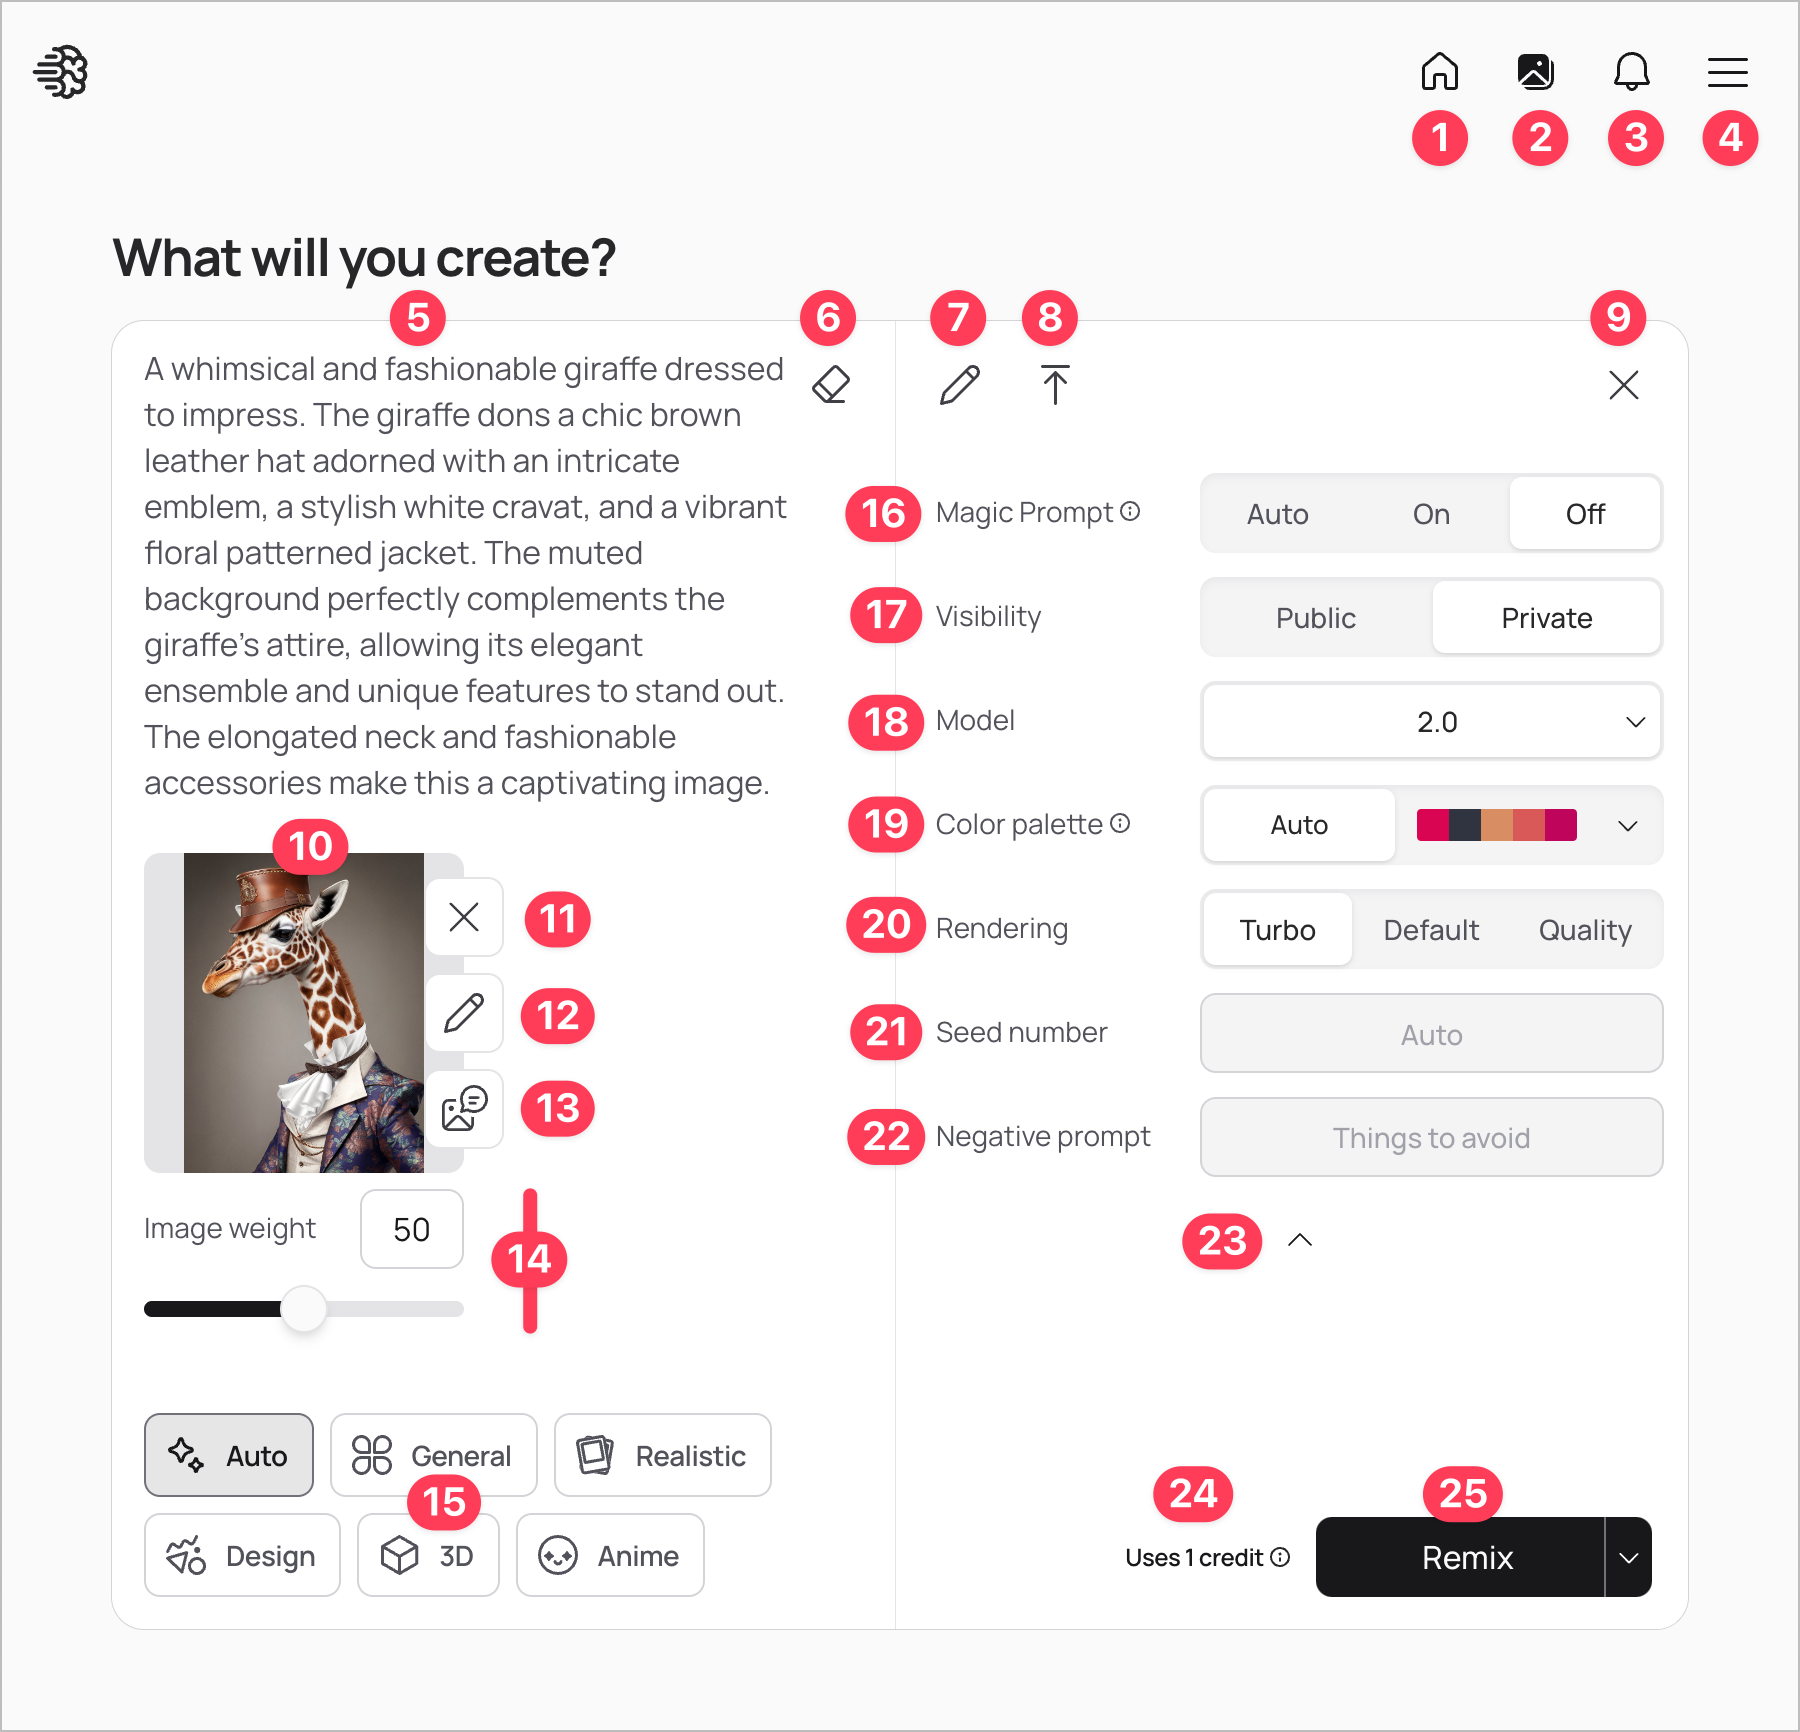 1
2
3
4
What will you create?
5
6
7
8
9
A whimsical and fashionable giraffe dressed
to impress. The giraffe dons a chic brown
leather hat adorned with an intricate
emblem, a stylish white cravat, and a vibrant
floral patterned jacket. The muted
background perfectly complements the
giraffe's attire, allowing its elegant
ensemble and unique features to stand out.
The elongated neck and fashionable
accessories make this a captivating image.
10
11
12
13
Image weight
50
14
Auto
General
Realistic
15
Design
3D
Anime
16
Magic Prompt
Auto
On
Off
17
Visibility
Public
Private
18
Model
2.0
19
Color palette
Auto
20
Rendering
Turbo
Default
Quality
21
Seed number
Auto
22
Negative prompt
Things to avoid
23
24
25
Uses 1 credit
Remix